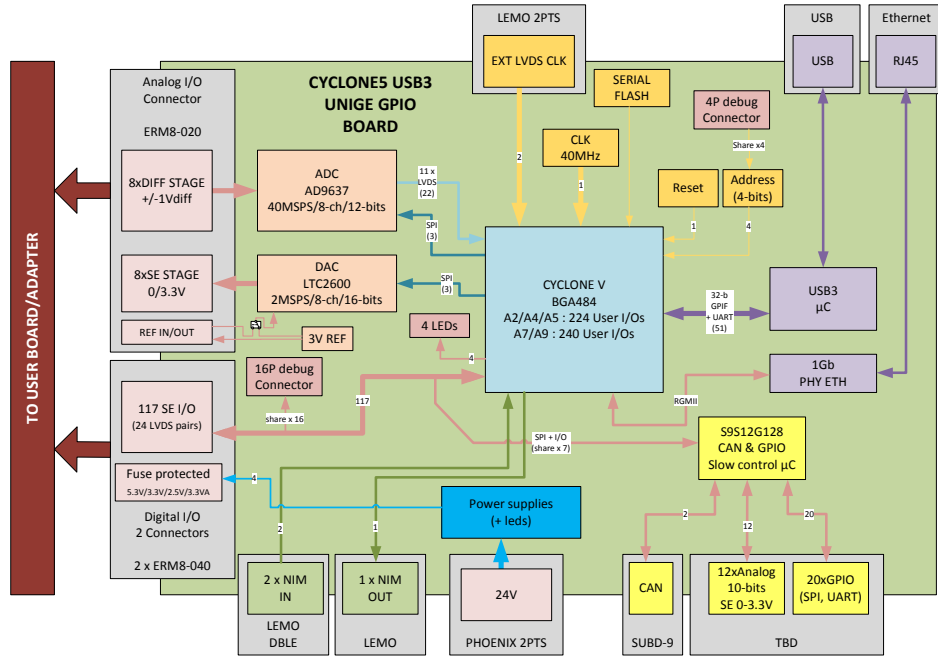 LEMO 2PTS
USB
Ethernet
EXT LVDS CLK
USB
RJ45
Analog I/O
Connector
ERM8-020
CYCLONE5 USB3
UNIGE GPIO
BOARD
SERIAL
FLASH
4P debug
Connector
CLK
40MHz
Share x4
2
1
Reset
Address
(4-bits)
1
4
8xDIFF STAGE
+/-1Vdiff
ADC
AD9637
40MSPS/8-ch/12-bits
11 x
LVDS
(22)
SPI
(3)
8xSE STAGE
0/3.3V
DAC
LTC2600
2MSPS/8-ch/16-bits
SPI
(3)
CYCLONE V
BGA484
A2/A4/A5 : 224 User I/Os
A7/A9 : 240 User I/Os
32-b
GPIF
+
UART
(51)
USB3
µC
REF IN/OUT
3V REF
4 LEDs
4
16P debug
Connector
share x 16
117
1Gb
PHY ETH
RGMII
TO USER BOARD/ADAPTER
117 SE I/O
(24 LVDS pairs)
SPI + I/O
(share x 7)
S9S12G128
CAN & GPIO
Slow control µC
Fuse protected
5.3V/3.3V/2.5V/3.3VA
4
Power supplies
(+ leds)
Digital I/O
2 Connectors
2 x ERM8-040
2
1
2
12
20
2 x NIM
IN
1 x NIM
OUT
24V
CAN
12xAnalog
10-bits
SE 0-3.3V
20xGPIO
(SPI, UART)
LEMO
DBLE
LEMO
PHOENIX 2PTS
SUBD-9
TBD